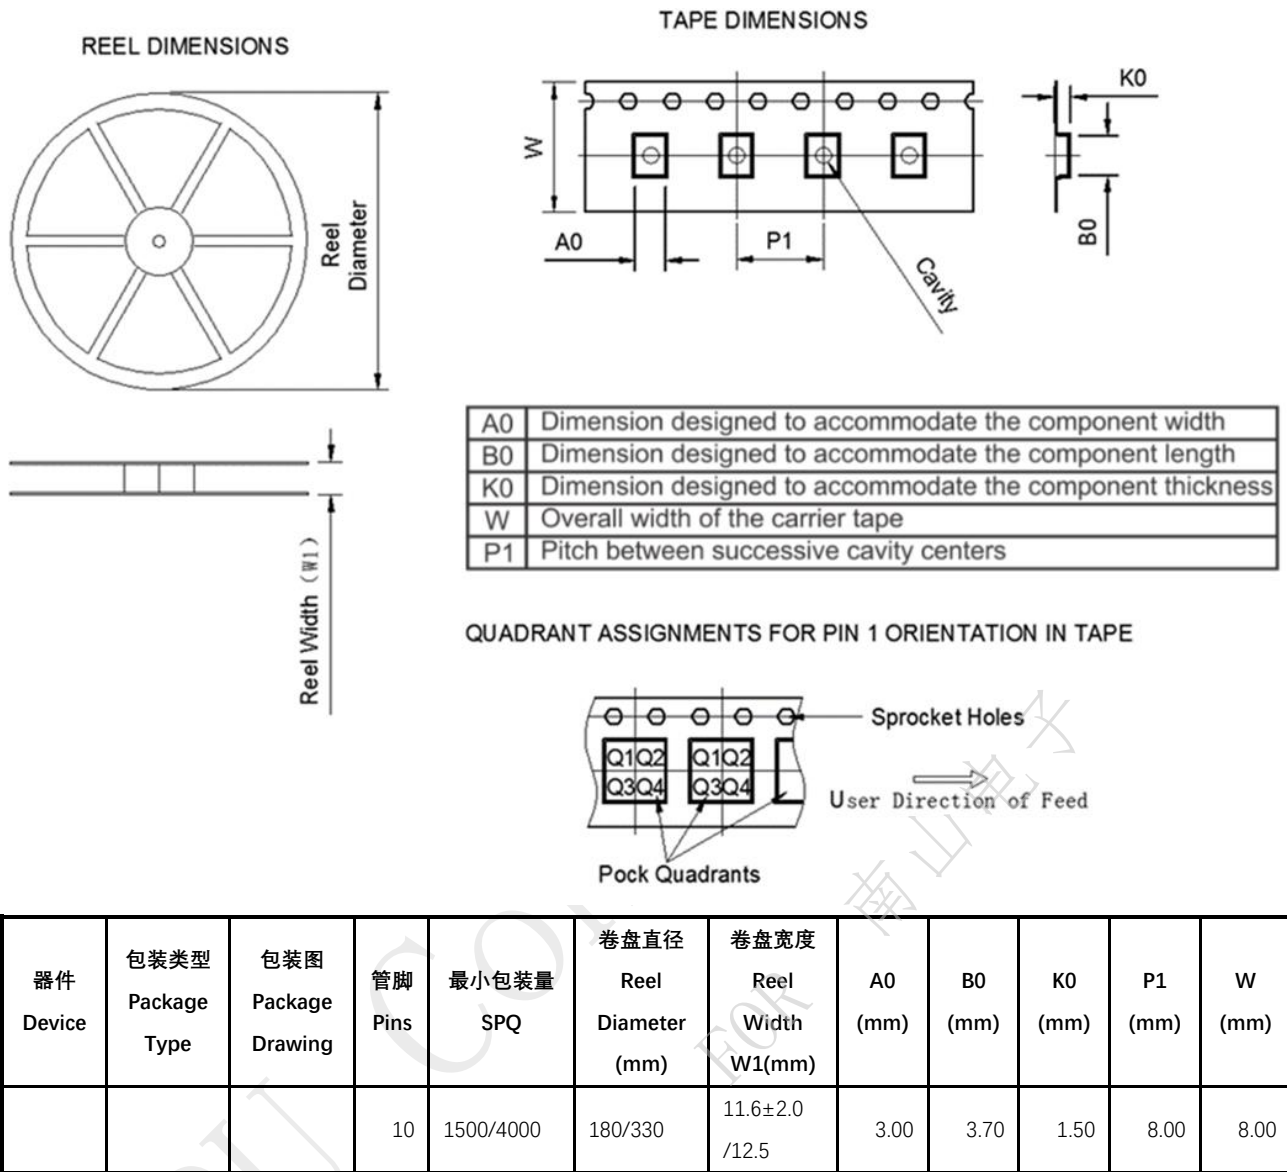 REEL DIMENSIONS
TAPE DIMENSIONS
Reel
Diameter
Reel Width (W1)
W
A0
P1
Cavity
K0
B0
A0 Dimension designed to accommodate the component width
B0 Dimension designed to accommodate the component length
K0 Dimension designed to accommodate the component thickness
W Overall width of the carrier tape
P1 Pitch between successive cavity centers
QUADRANT ASSIGNMENTS FOR PIN 1 ORIENTATION IN TAPE
Sprocket Holes
Q1 Q2 Q1 Q2
Q3 Q4 Q3 Q4
User Direction of Feed
Pock Quadrants
南山电子
FOR
器件 Device
包装类型 Package Type
包装图 Package Drawing
管脚 Pins
最小包装量 SPQ
卷盘直径 Reel Diameter (mm)
卷盘宽度 Reel Width W1(mm)
A0 (mm)
B0 (mm)
K0 (mm)
P1 (mm)
W (mm)
10 1500/4000 180/330 11.6±2.0 /12.5 3.00 3.70 1.50 8.00 8.00